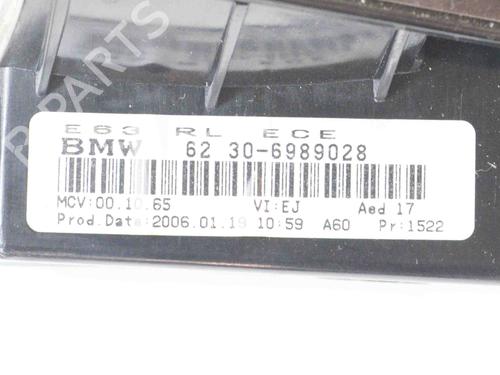 B-PARTS
E63 RL ECE
BMW 62 30-6989028
MCV:00.10.65 VI:EJ Aed 17
Prod.Date:2006.01.19 10:59 A60 Pr:1522